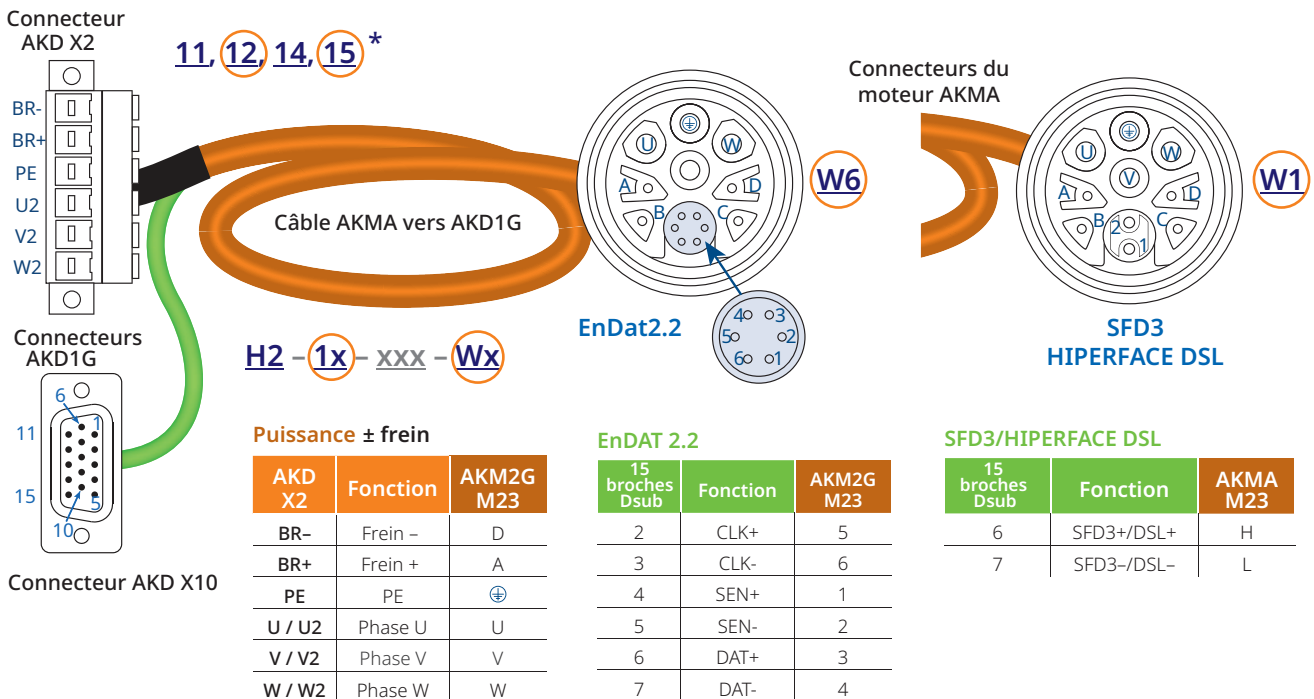 Connecteur
AKD X2
11, 12, 14, 15 *
BR-
BR+
PE
U2
V2
W2
Câble AKMA vers AKD1G
U
W
A
D
B
C
W6
Connecteurs du
moteur AKMA
U
W
V
A
D
B
C
2
1
W1
EnDat2.2
4 3
5 2
6 1
SFD3
HIPERFACE DSL
Connecteurs
AKD1G
H2 – 1x – xxx – Wx
6
1
11
15
5
10
Connecteur AKD X10
Puissance ± frein
AKD X2 Fonction AKM2G M23
BR– Frein – D
BR+ Frein + A
PE PE
U / U2 Phase U U
V / V2 Phase V V
W / W2 Phase W W
EnDAT 2.2
15 broches Dsub Fonction AKM2G M23
2 CLK+ 5
3 CLK- 6
4 SEN+ 1
5 SEN- 2
6 DAT+ 3
7 DAT- 4
SFD3/HIPERFACE DSL
15 broches Dsub Fonction AKMA M23
6 SFD3+/DSL+ H
7 SFD3–/DSL– L